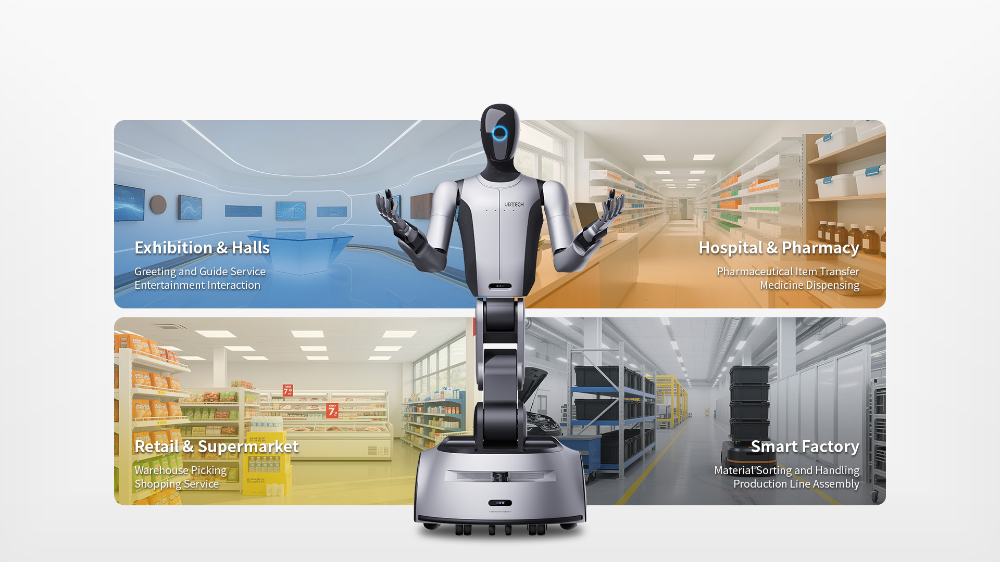 UBTECH
Exhibition & Halls
Greeting and Guide Service
Entertainment Interaction
Hospital & Pharmacy
Pharmaceutical Item Transfer
Medicine Dispensing
Retail & Supermarket
Warehouse Picking
Shopping Service
Smart Factory
Material Sorting and Handling
Production Line Assembly